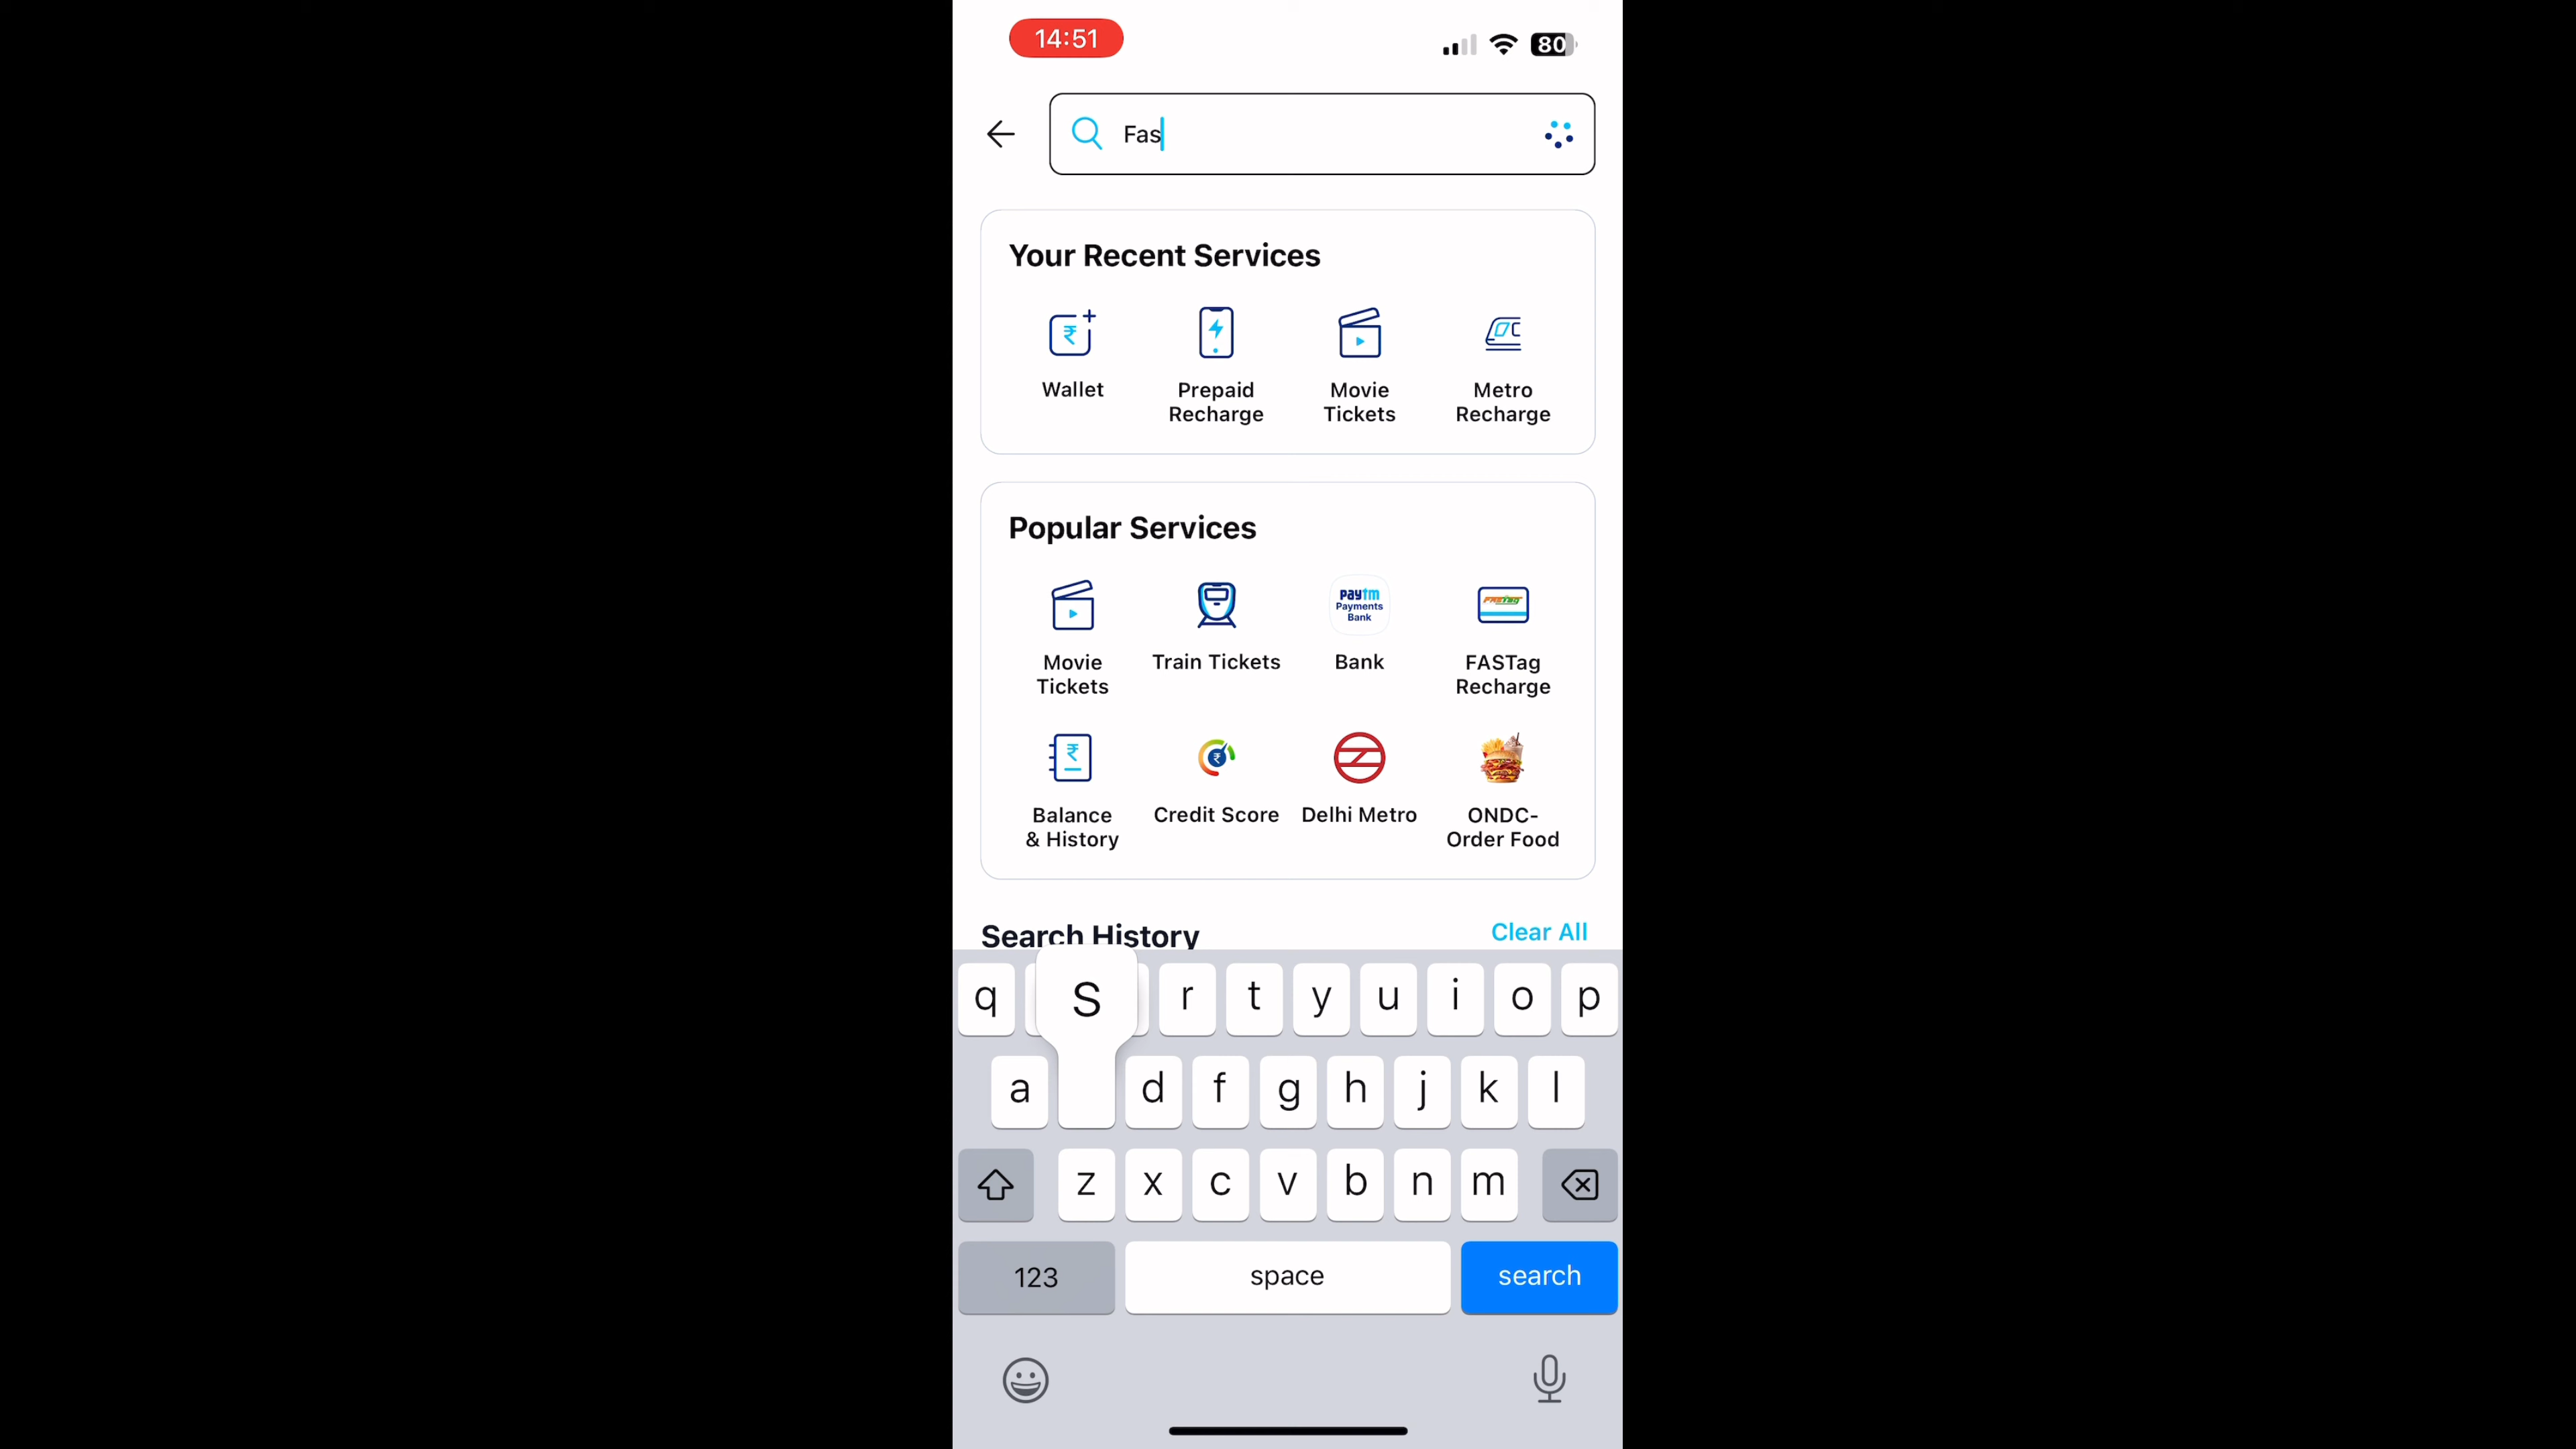 14:51
80
Fas
Your Recent Services
Wallet
Prepaid Recharge
Movie Tickets
Metro Recharge
Popular Services
paytm
Payments
Bank
FASTag
Movie Tickets
Train Tickets
Bank
FASTag Recharge
Balance & History
Credit Score
Delhi Metro
ONDC-
Order Food
Search History
Clear All
q S r t y u i o p
a d f g h j k l
z x c v b n m
123 space search